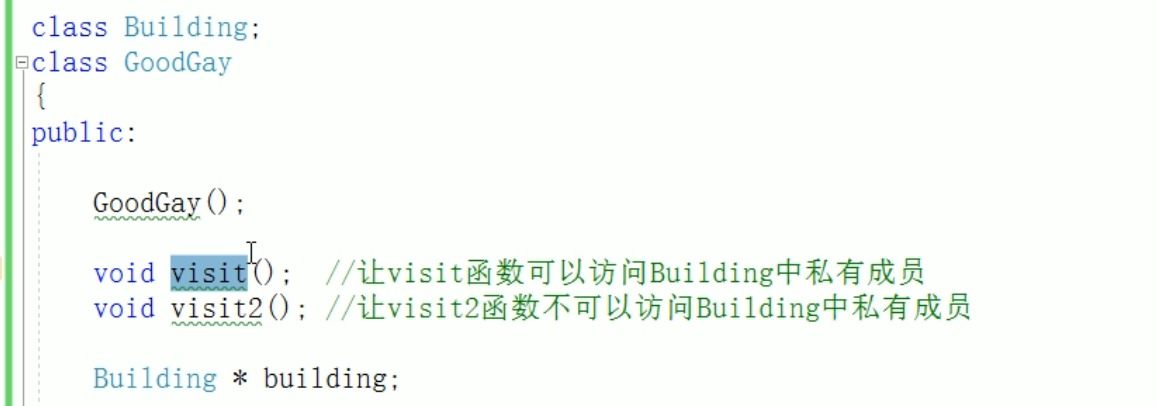 class Building;
class GoodGay
{
public:
GoodGay();
void visit(); //让visit函数可以访问Building中私有成员
void visit2(); //让visit2函数不可以访问Building中私有成员
Building * building;